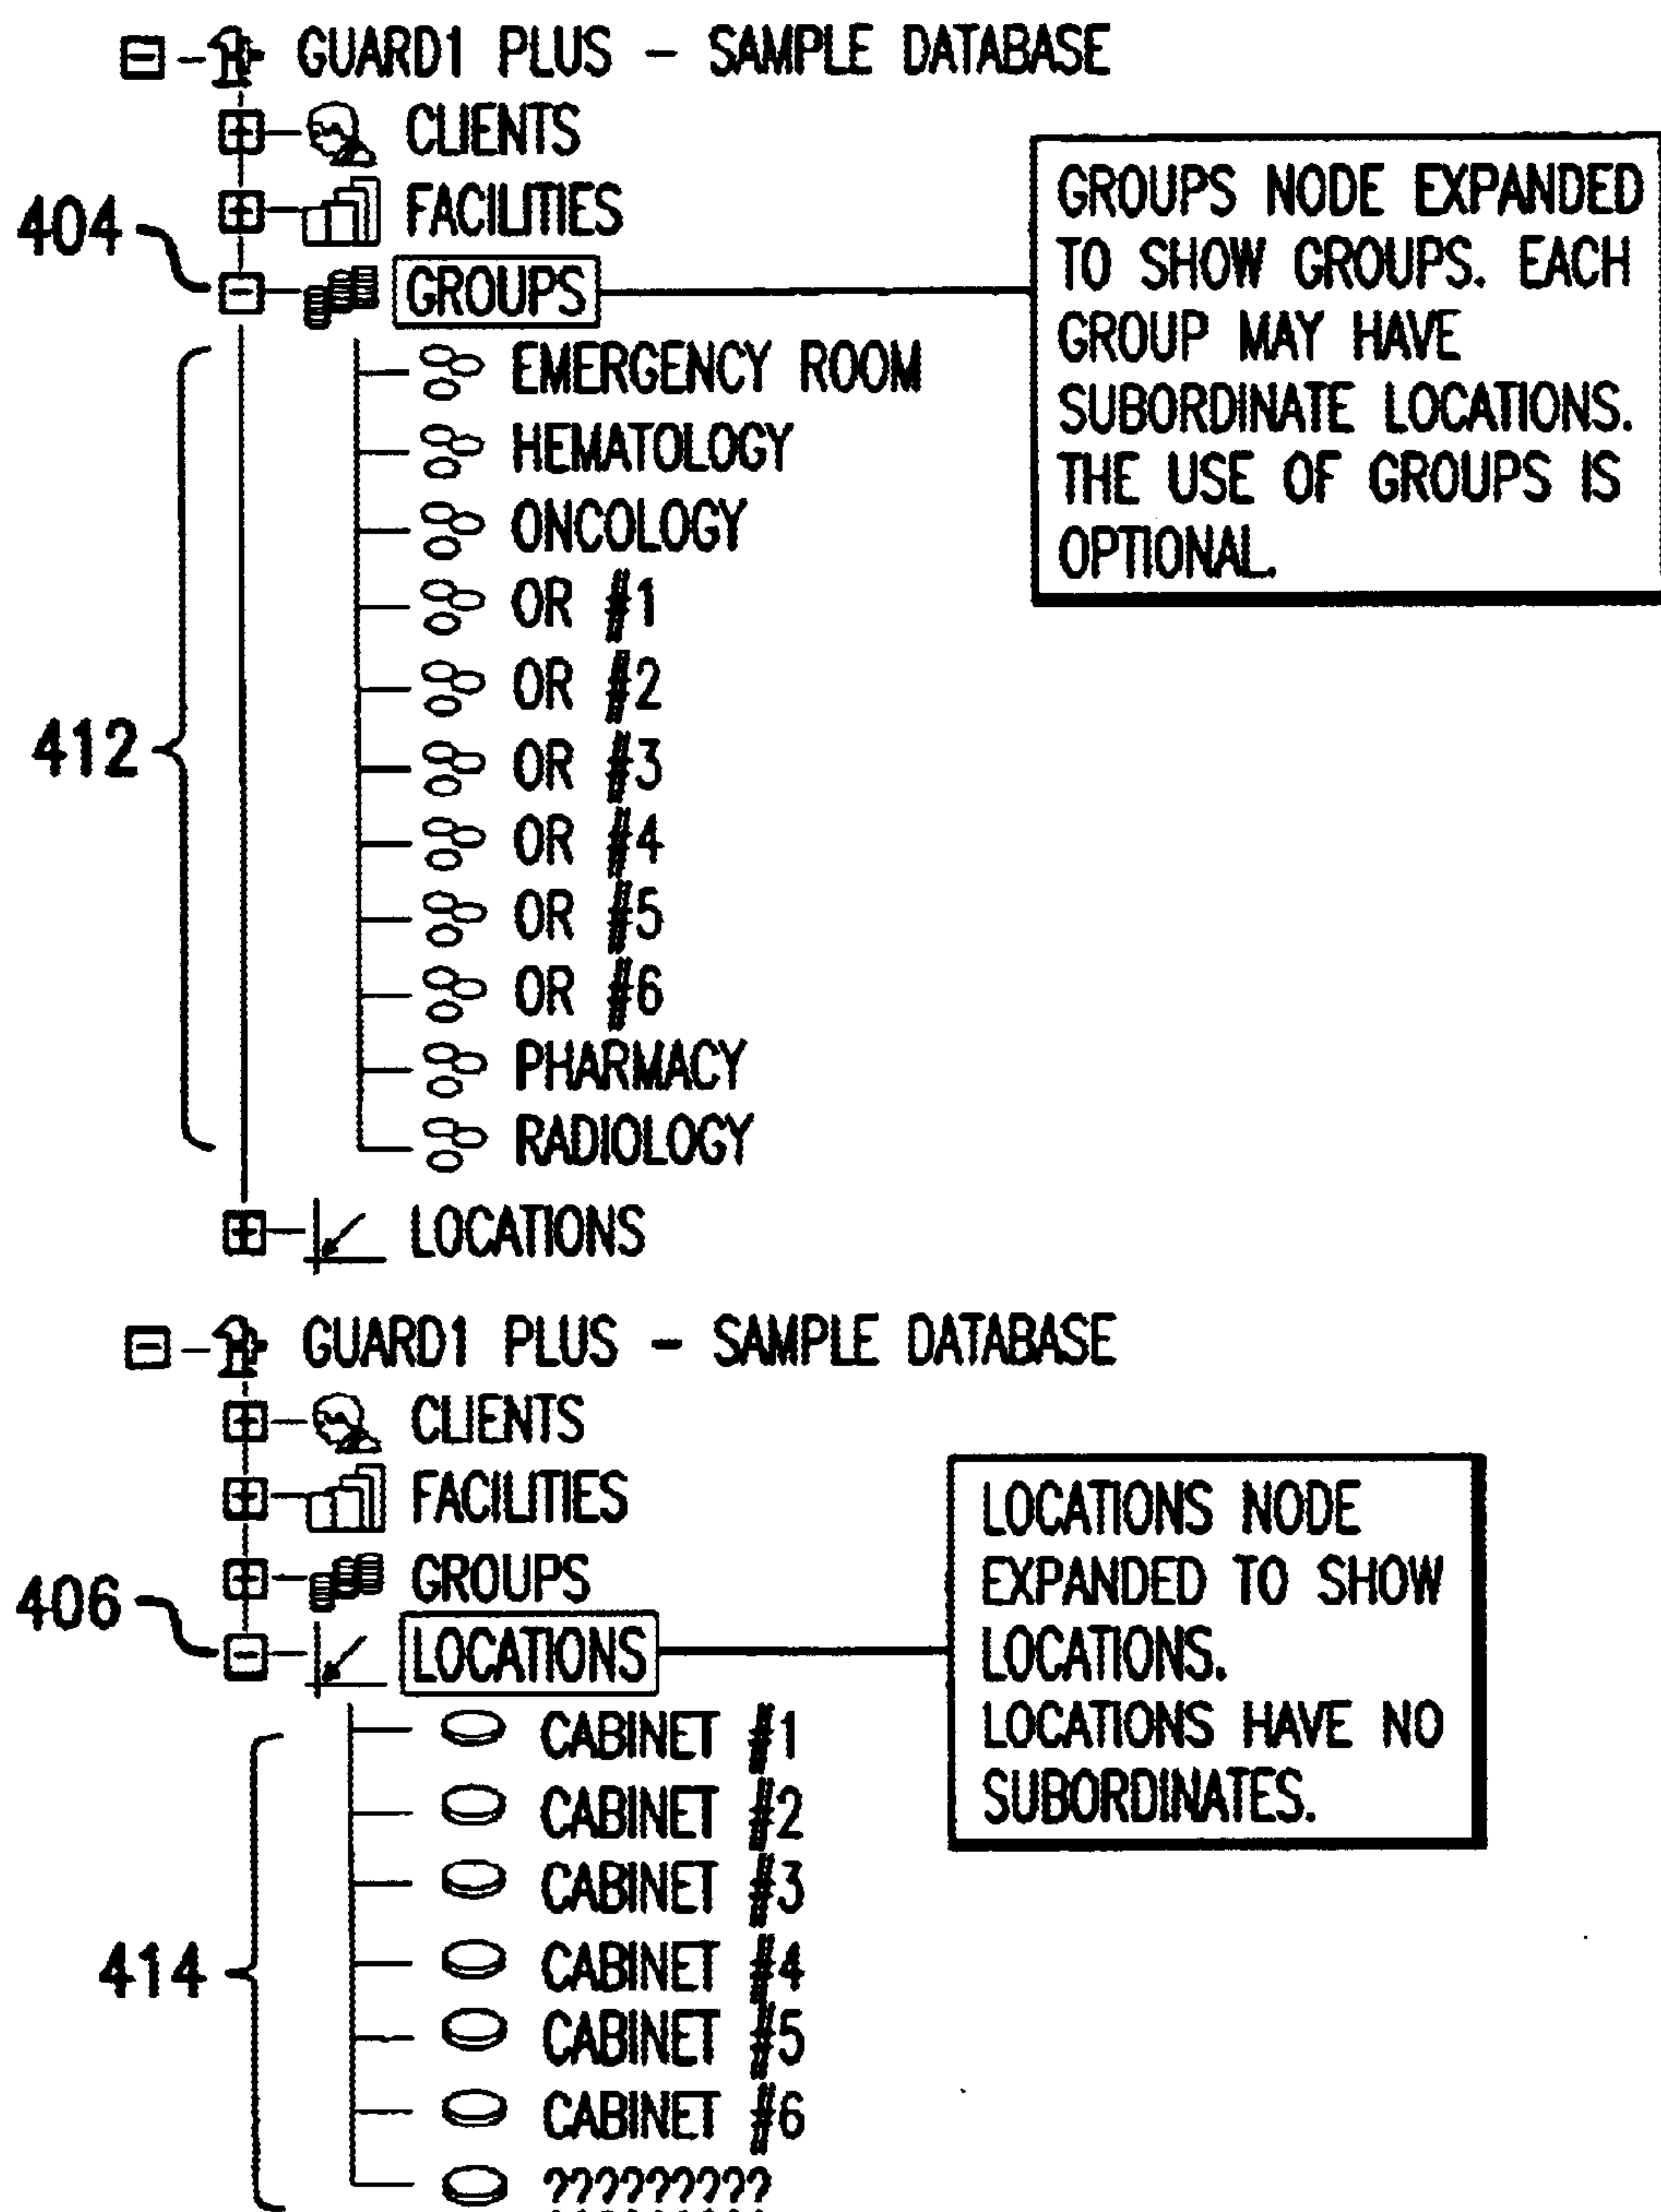 GUARD1 PLUS - SAMPLE DATABASE
CLIENTS
FACILITIES
404
GROUPS
GROUPS NODE EXPANDED
TO SHOW GROUPS. EACH
GROUP MAY HAVE
SUBORDINATE LOCATIONS.
THE USE OF GROUPS IS
OPTIONAL.
412
EMERGENCY ROOM
HEMATOLOGY
ONCOLOGY
OR #1
OR #2
OR #3
OR #4
OR #5
OR #6
PHARMACY
RADIOLOGY
LOCATIONS
GUARD1 PLUS - SAMPLE DATABASE
CLIENTS
FACILITIES
GROUPS
406
LOCATIONS
LOCATIONS NODE
EXPANDED TO SHOW
LOCATIONS.
LOCATIONS HAVE NO
SUBORDINATES.
414
CABINET #1
CABINET #2
CABINET #3
CABINET #4
CABINET #5
CABINET #6
?????????